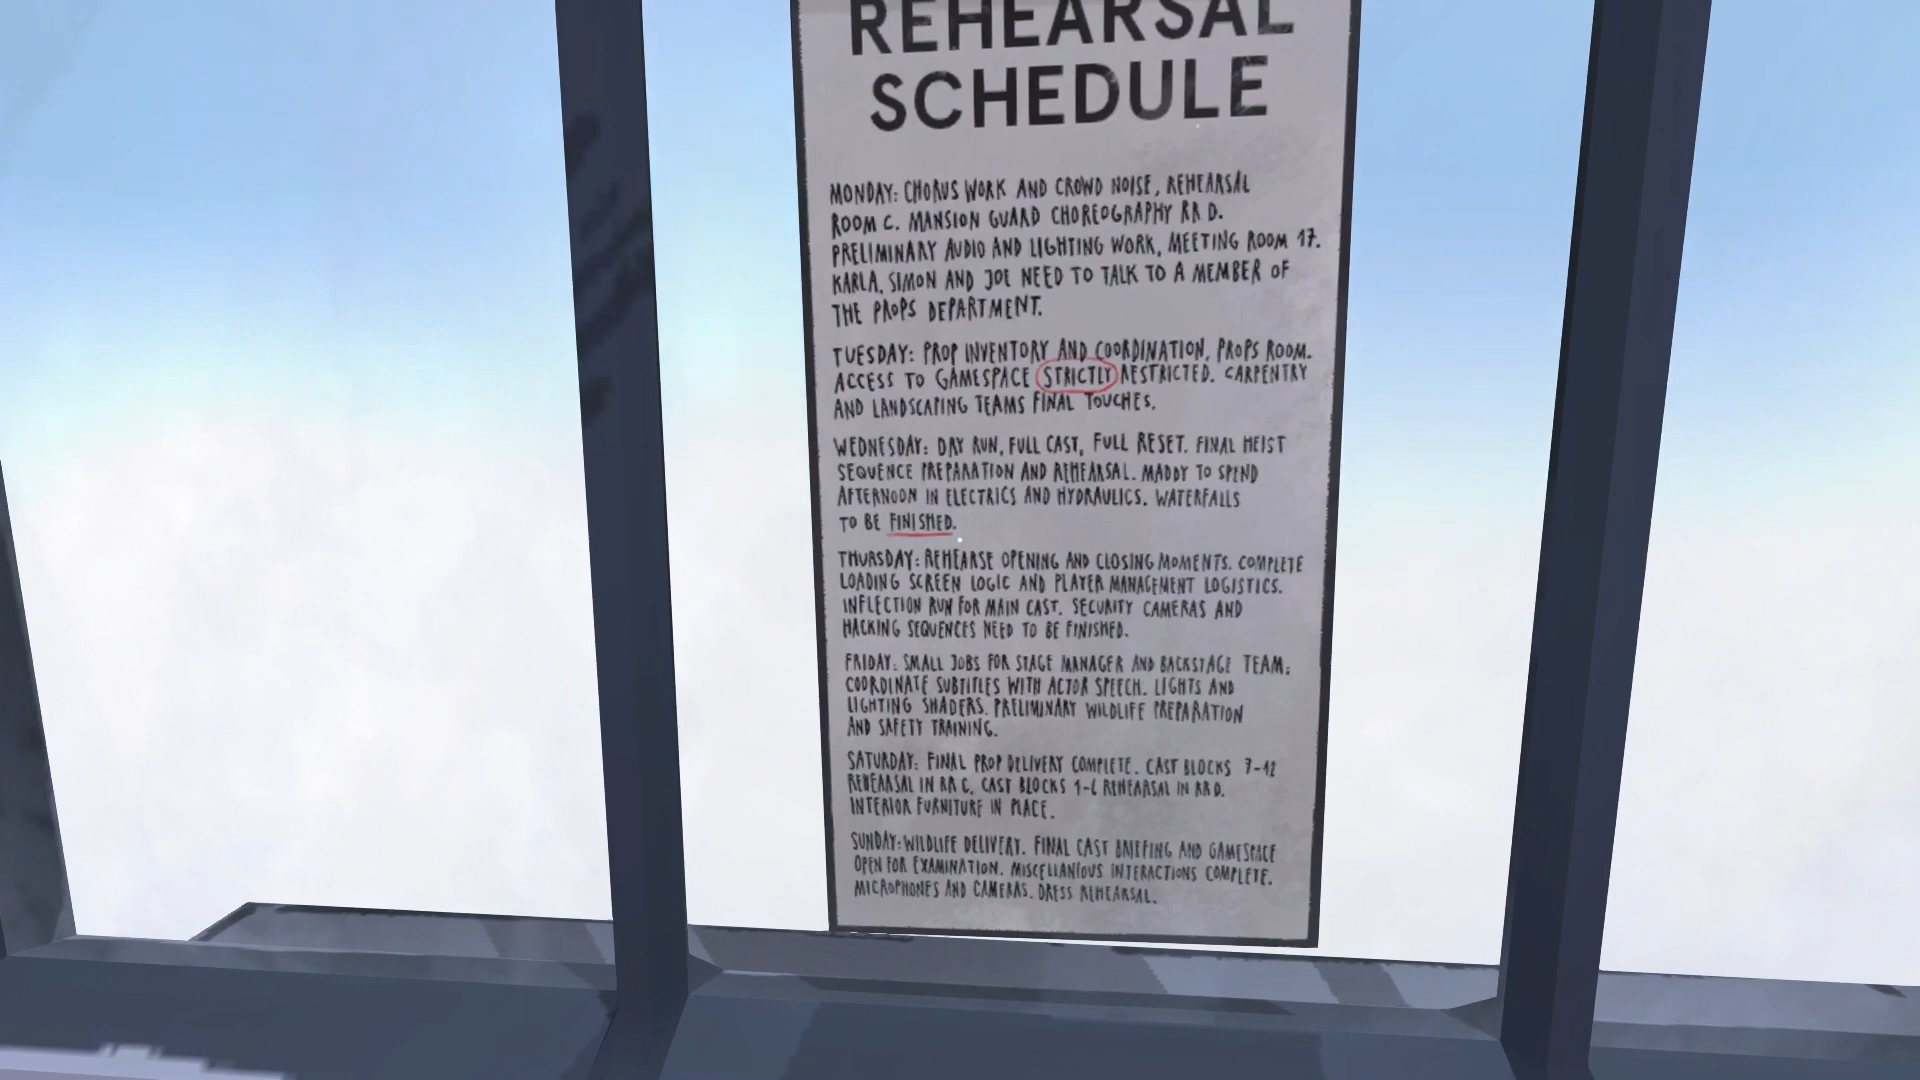 REHEARSAL
SCHEDULE
MONDAY: CHORUS WORK AND CROWD NOISE, REHEARSAL
ROOM C. MANSION GUARD CHOREOGRAPHY RR D.
PRELIMINARY AUDIO AND LIGHTING WORK, MEETING ROOM 17.
KARLA, SIMON AND JOE NEED TO TALK TO A MEMBER OF
THE PROPS DEPARTMENT.
TUESDAY: PROP INVENTORY AND COORDINATION, PROPS ROOM.
ACCESS TO GAMESPACE STRICTLY RESTRICTED. CARPENTRY
AND LANDSCAPING TEAMS FINAL TOUCHES.
WEDNESDAY: DRY RUN, FULL CAST, FULL RESET. FINAL HEIST
SEQUENCE PREPARATION AND REHEARSAL. MADDY TO SPEND
AFTERNOON IN ELECTRICS AND HYDRAULICS. WATERFALLS
TO BE FINISHED.
THURSDAY: REHEARSE OPENING AND CLOSING MOMENTS. COMPLETE
LOADING SCREEN LOGIC AND PLAYER MANAGEMENT LOGISTICS.
INFLECTION RUN FOR MAIN CAST. SECURITY CAMERAS AND
HACKING SEQUENCES NEED TO BE FINISHED.
FRIDAY: SMALL JOBS FOR STAGE MANAGER AND BACKSTAGE TEAM:
COORDINATE SUBTITLES WITH ACTOR SPEECH. LIGHTS AND
LIGHTING SHADERS. PRELIMINARY WILDLIFE PREPARATION
AND SAFETY TRAINING.
SATURDAY: FINAL PROP DELIVERY COMPLETE. CAST BLOCKS 7-12
REHEARSAL IN RR C, CAST BLOCKS 1-6 REHEARSAL IN RR D.
INTERIOR FURNITURE IN PLACE.
SUNDAY: WILDLIFE DELIVERY. FINAL CAST BRIEFING AND GAMESPACE
OPEN FOR EXAMINATION. MISCELLANIOUS INTERACTIONS COMPLETE.
MICROPHONES AND CAMERAS. DRESS REHEARSAL.